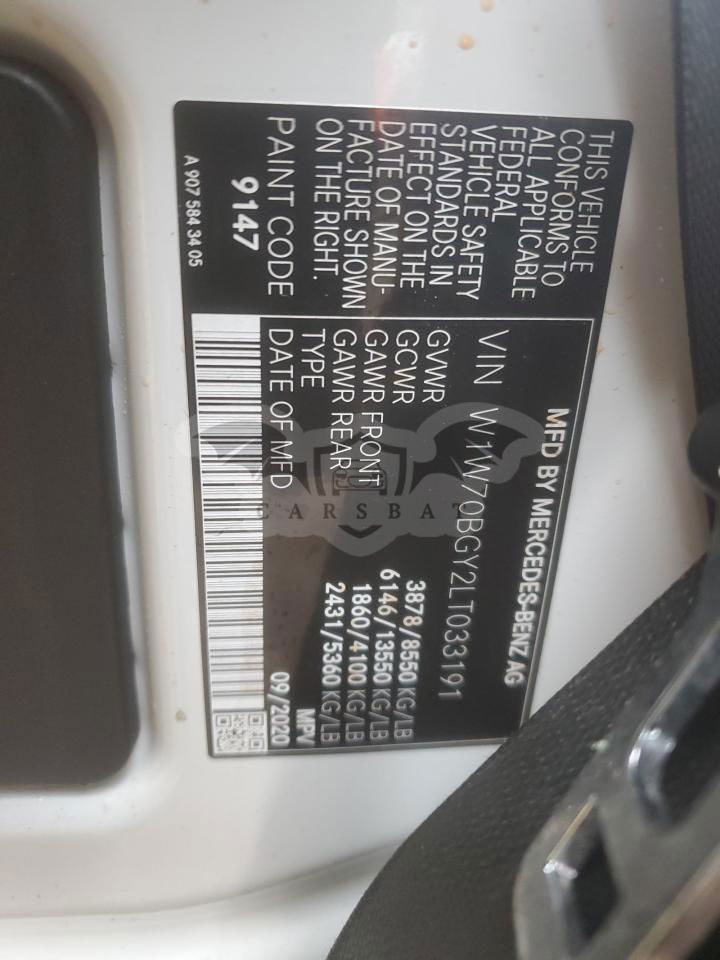 MFD BY MERCEDES-BENZ AG
VIN W1W70BGY2LT033191
GVWR 3878/8550 KG/LB
GCWR 6146/13550 KG/LB
GAWR FRONT 1860/4100 KG/LB
GAWR REAR 2431/5360 KG/LB
TYPE MPV
DATE OF MFD 09/2020
THIS VEHICLE
CONFORMS TO
ALL APPLICABLE
FEDERAL
VEHICLE SAFETY
STANDARDS IN
EFFECT ON THE
DATE OF MANU-
FACTURE SHOWN
ON THE RIGHT.
PAINT CODE
9147
A 907 584 34 05
CARSBAT